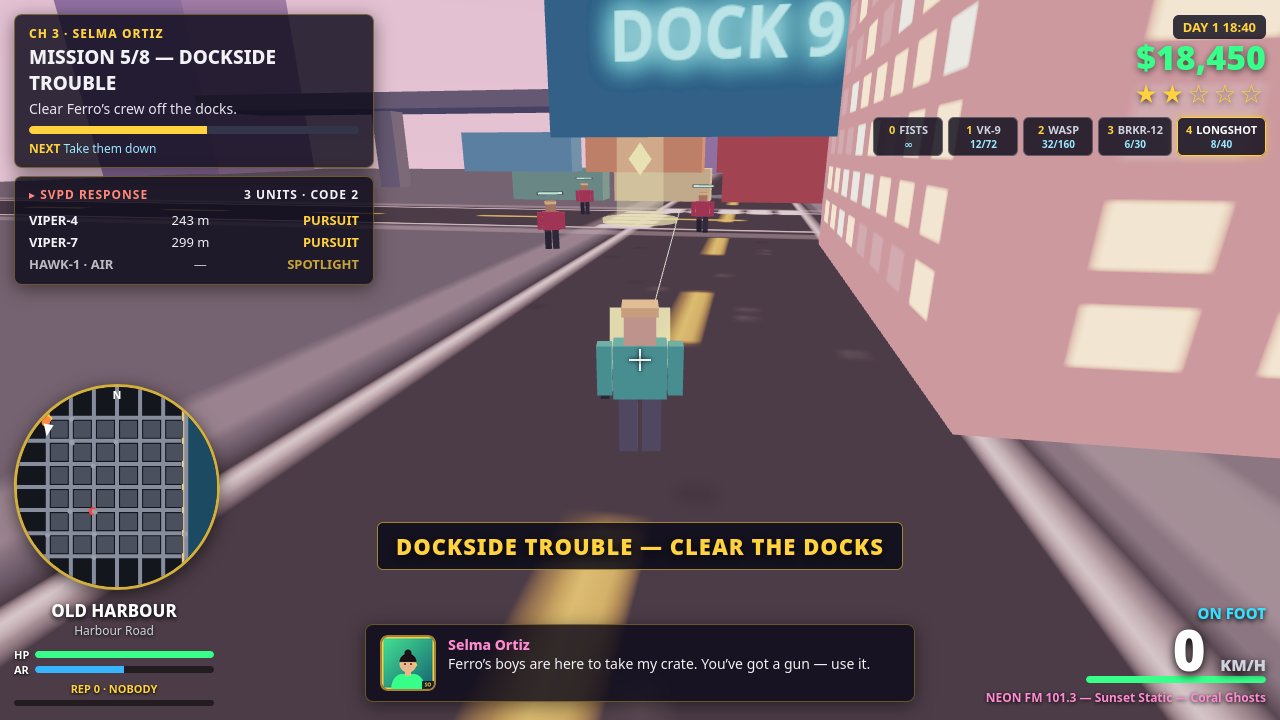 CH 3 · SELMA ORTIZ
MISSION 5/8 — DOCKSIDE
TROUBLE
Clear Ferro's crew off the docks.
NEXT Take them down
▸ SVPD RESPONSE 3 UNITS · CODE 2
VIPER-4 243 m PURSUIT
VIPER-7 299 m PURSUIT
HAWK-1 · AIR — SPOTLIGHT
DOCK 9
DAY 1 18:40
$18,450
★ ★ ☆ ☆ ☆
0 FISTS 1 VK-9 2 WASP 3 BRKR-12 4 LONGSHOT
∞ 12/72 32/160 6/30 8/40
N
OLD HARBOUR
Harbour Road
HP
AR
REP 0 · NOBODY
DOCKSIDE TROUBLE — CLEAR THE DOCKS
Selma Ortiz
Ferro's boys are here to take my crate. You've got a gun — use it.
SO
ON FOOT
0 KM/H
NEON FM 101.3 — Sunset Static — Coral Ghosts